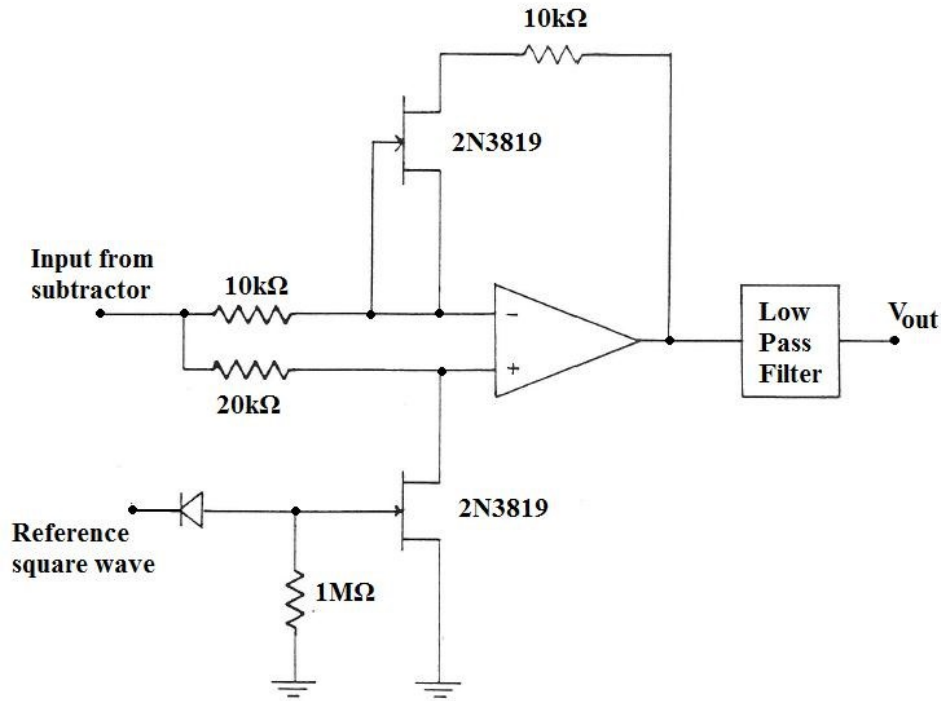 10kΩ
2N3819
Input from
subtractor
10kΩ
20kΩ
−
+
Low
Pass
Filter
Vout
Reference
square wave
2N3819
1MΩ